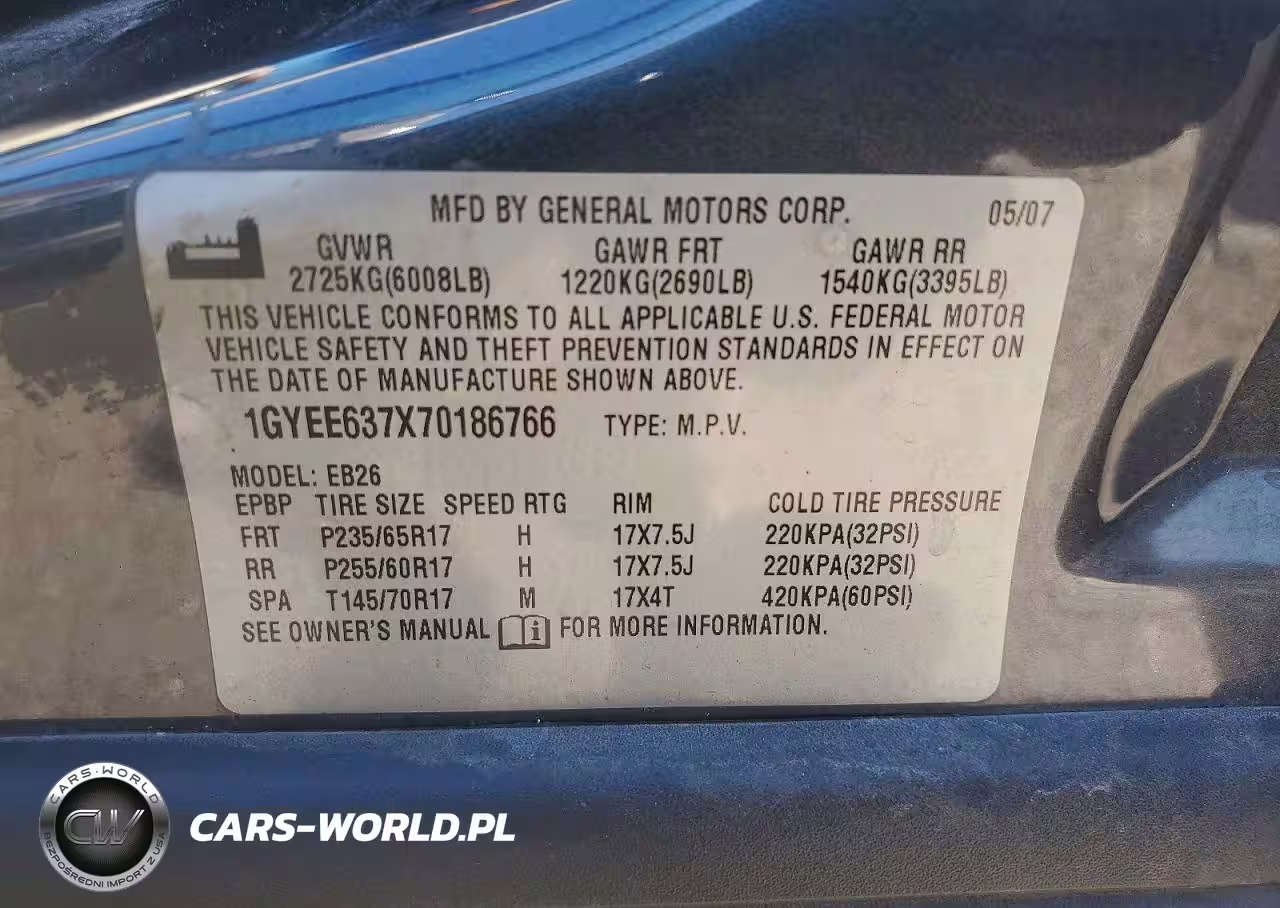 MFD BY GENERAL MOTORS CORP. 05/07
GVWR GAWR FRT GAWR RR
2725KG(6008LB) 1220KG(2690LB) 1540KG(3395LB)
THIS VEHICLE CONFORMS TO ALL APPLICABLE U.S. FEDERAL MOTOR
VEHICLE SAFETY AND THEFT PREVENTION STANDARDS IN EFFECT ON
THE DATE OF MANUFACTURE SHOWN ABOVE.
1GYEE637X70186766 TYPE: M.P.V.
MODEL: EB26
EPBP TIRE SIZE SPEED RTG RIM COLD TIRE PRESSURE
FRT P235/65R17 H 17X7.5J 220KPA(32PSI)
RR P255/60R17 H 17X7.5J 220KPA(32PSI)
SPA T145/70R17 M 17X4T 420KPA(60PSI)
SEE OWNER'S MANUAL i FOR MORE INFORMATION.
CARS-WORLD
CW
BEZPOŚREDNI IMPORT Z USA
CARS-WORLD.PL